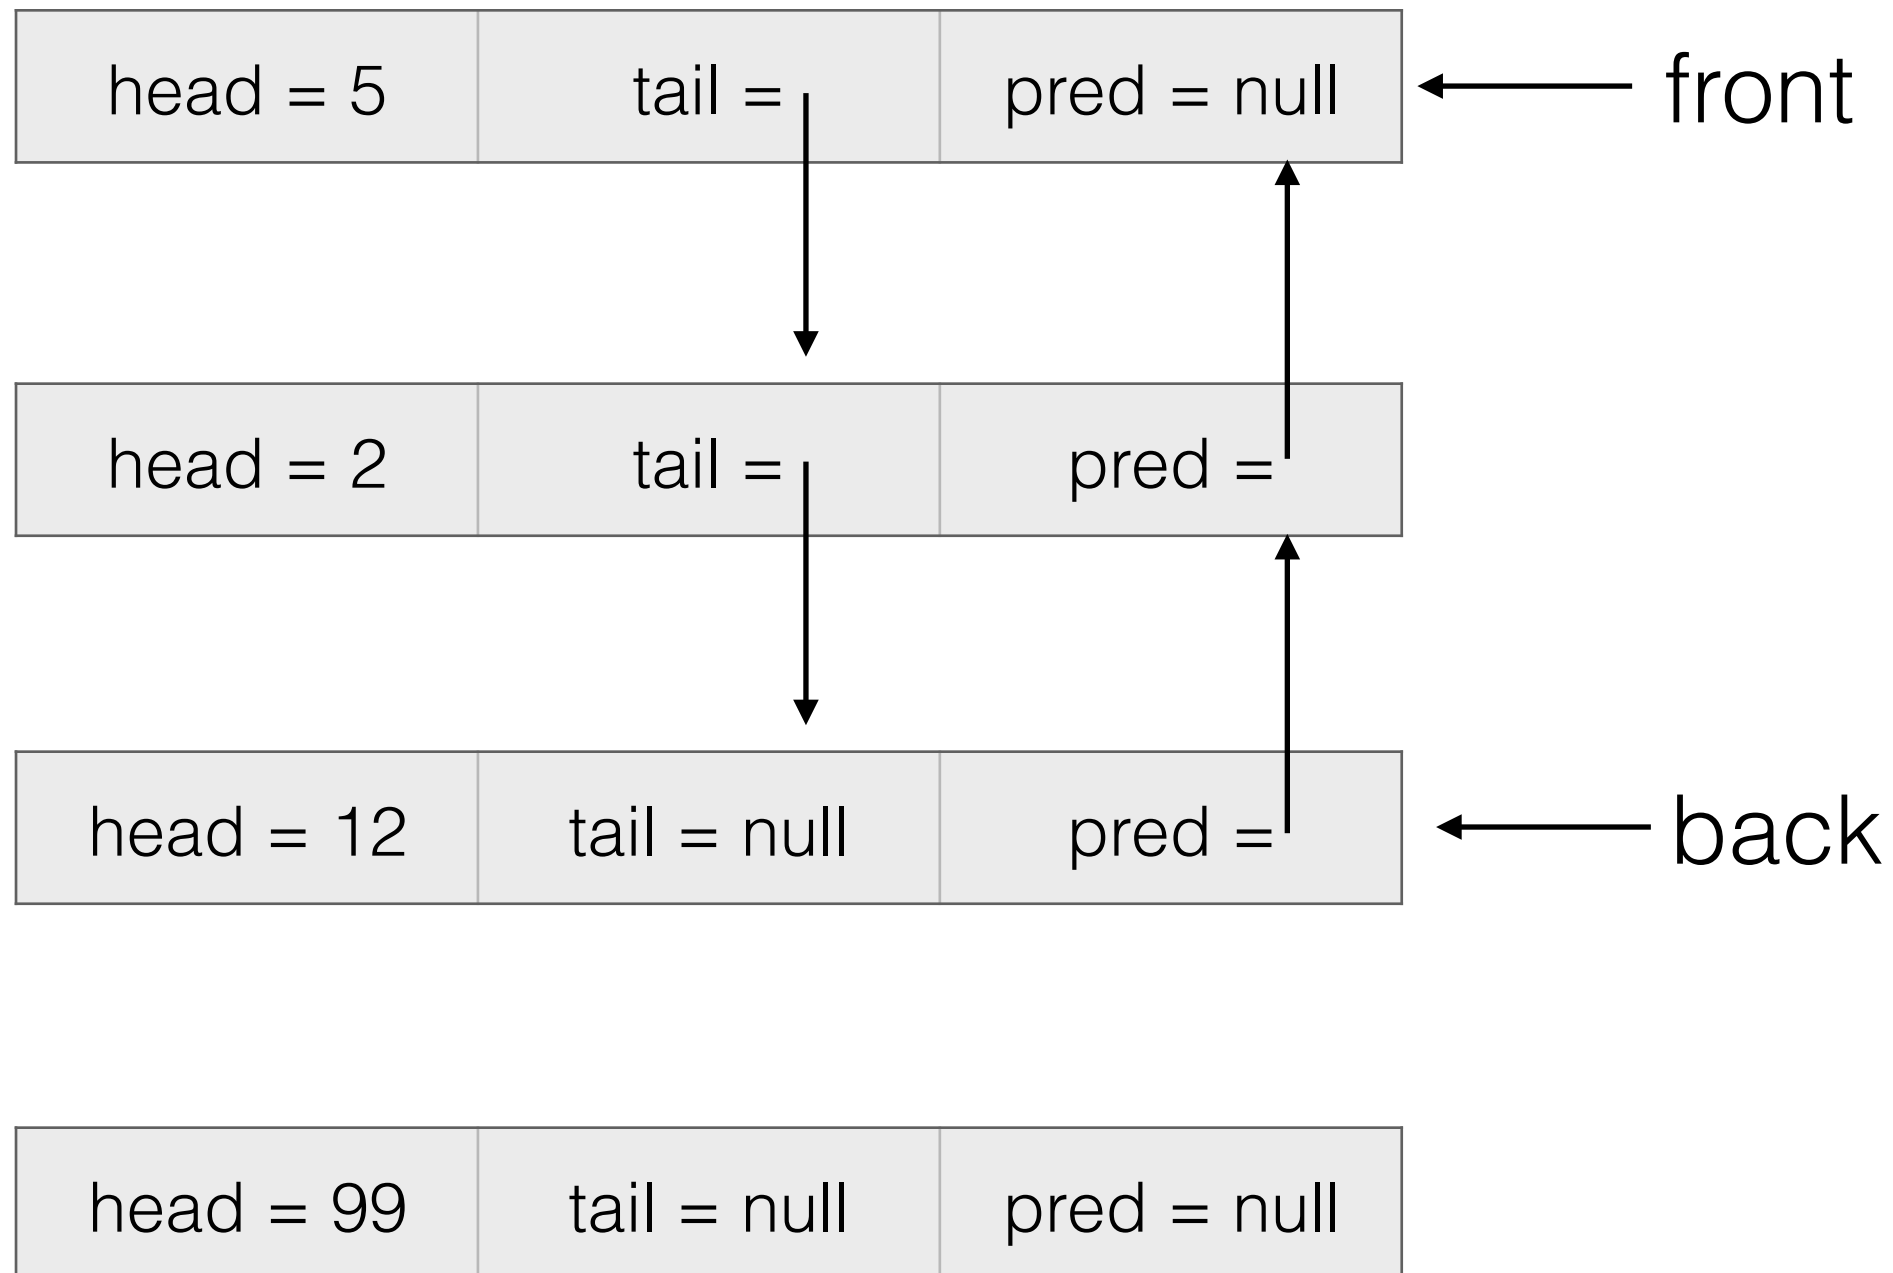 head = 5 tail = pred = null front
head = 2 tail = pred =
head = 12 tail = null pred = back
head = 99 tail = null pred = null